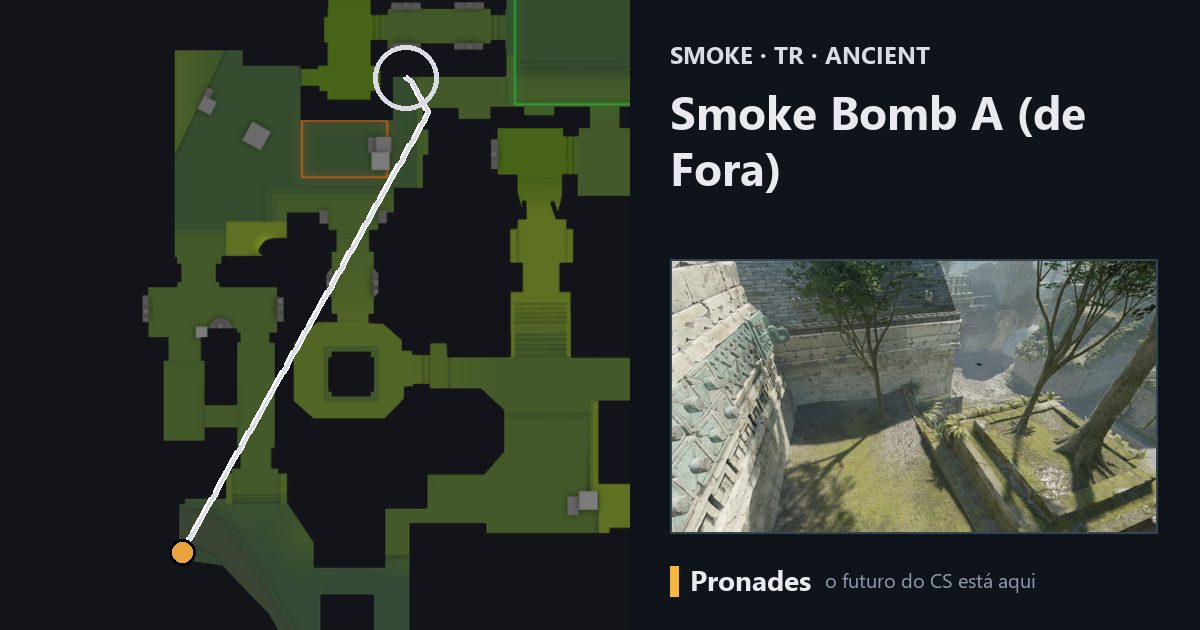 SMOKE · TR · ANCIENT
Smoke Bomb A (de
Fora)
Pronades o futuro do CS está aqui